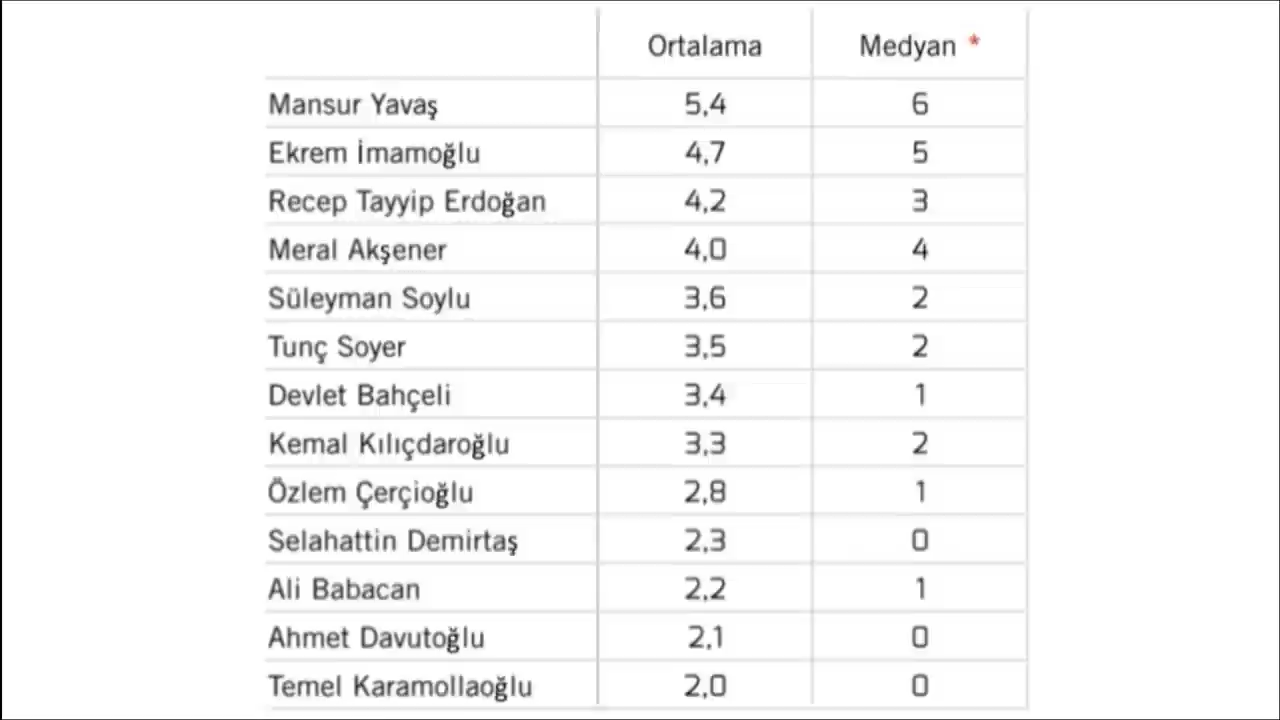 Ortalama Medyan *
Mansur Yavaş 5,4 6
Ekrem İmamoğlu 4,7 5
Recep Tayyip Erdoğan 4,2 3
Meral Akşener 4,0 4
Süleyman Soylu 3,6 2
Tunç Soyer 3,5 2
Devlet Bahçeli 3,4 1
Kemal Kılıçdaroğlu 3,3 2
Özlem Çerçioğlu 2,8 1
Selahattin Demirtaş 2,3 0
Ali Babacan 2,2 1
Ahmet Davutoğlu 2,1 0
Temel Karamollaoğlu 2,0 0